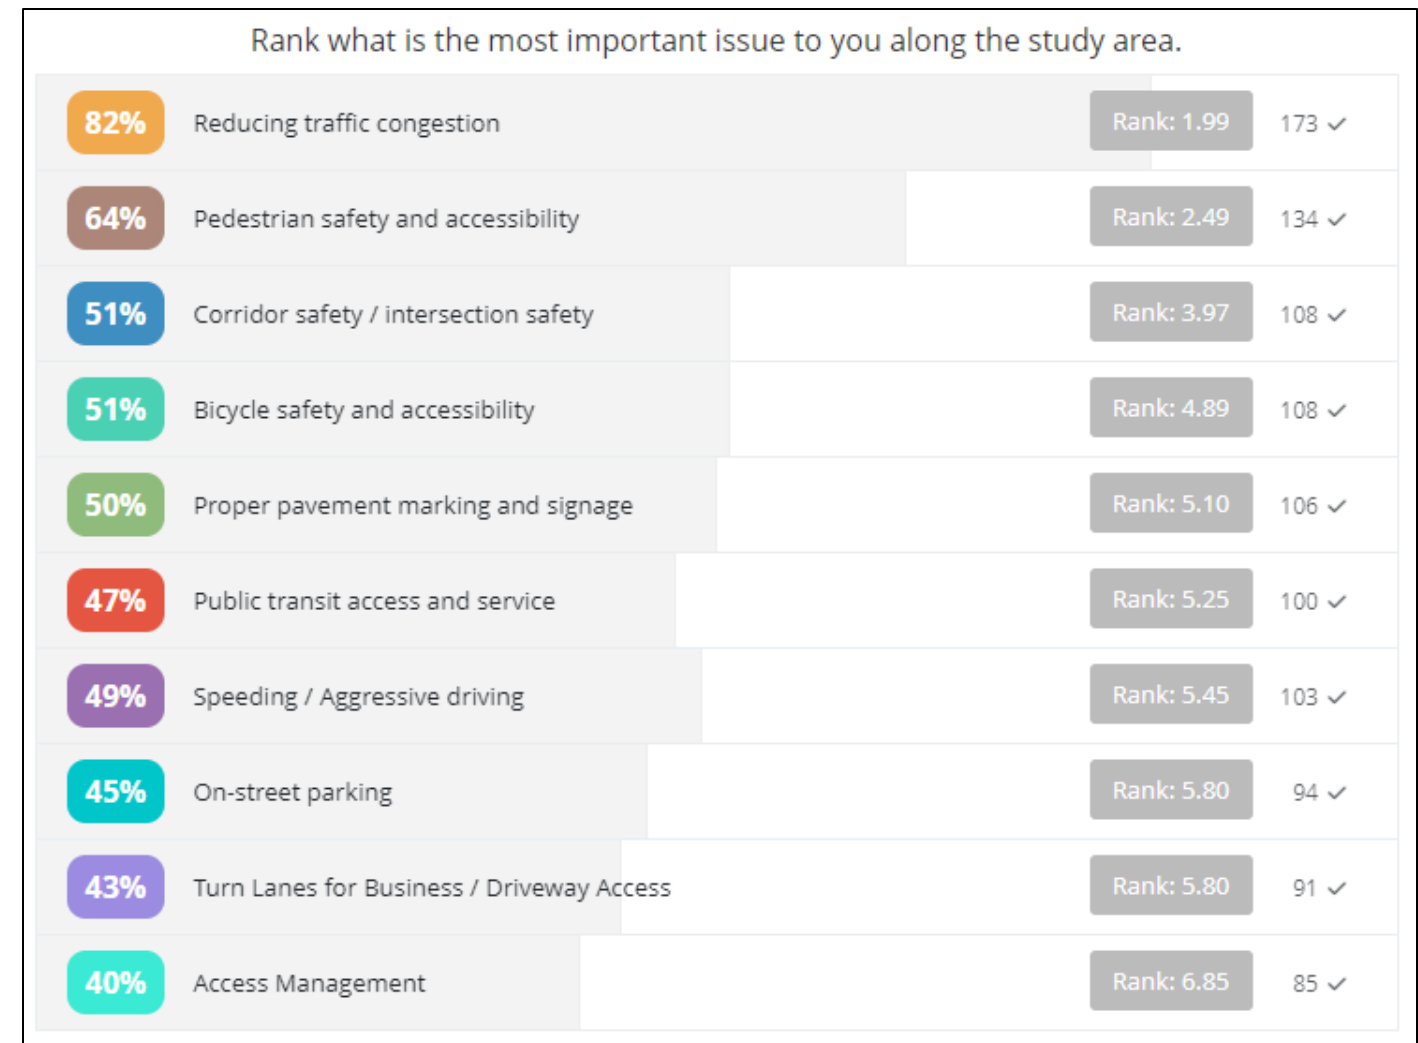 Rank what is the most important issue to you along the study area.
82% Reducing traffic congestion Rank: 1.99 173 ✓
64% Pedestrian safety and accessibility Rank: 2.49 134 ✓
51% Corridor safety / intersection safety Rank: 3.97 108 ✓
51% Bicycle safety and accessibility Rank: 4.89 108 ✓
50% Proper pavement marking and signage Rank: 5.10 106 ✓
47% Public transit access and service Rank: 5.25 100 ✓
49% Speeding / Aggressive driving Rank: 5.45 103 ✓
45% On-street parking Rank: 5.80 94 ✓
43% Turn Lanes for Business / Driveway Access Rank: 5.80 91 ✓
40% Access Management Rank: 6.85 85 ✓